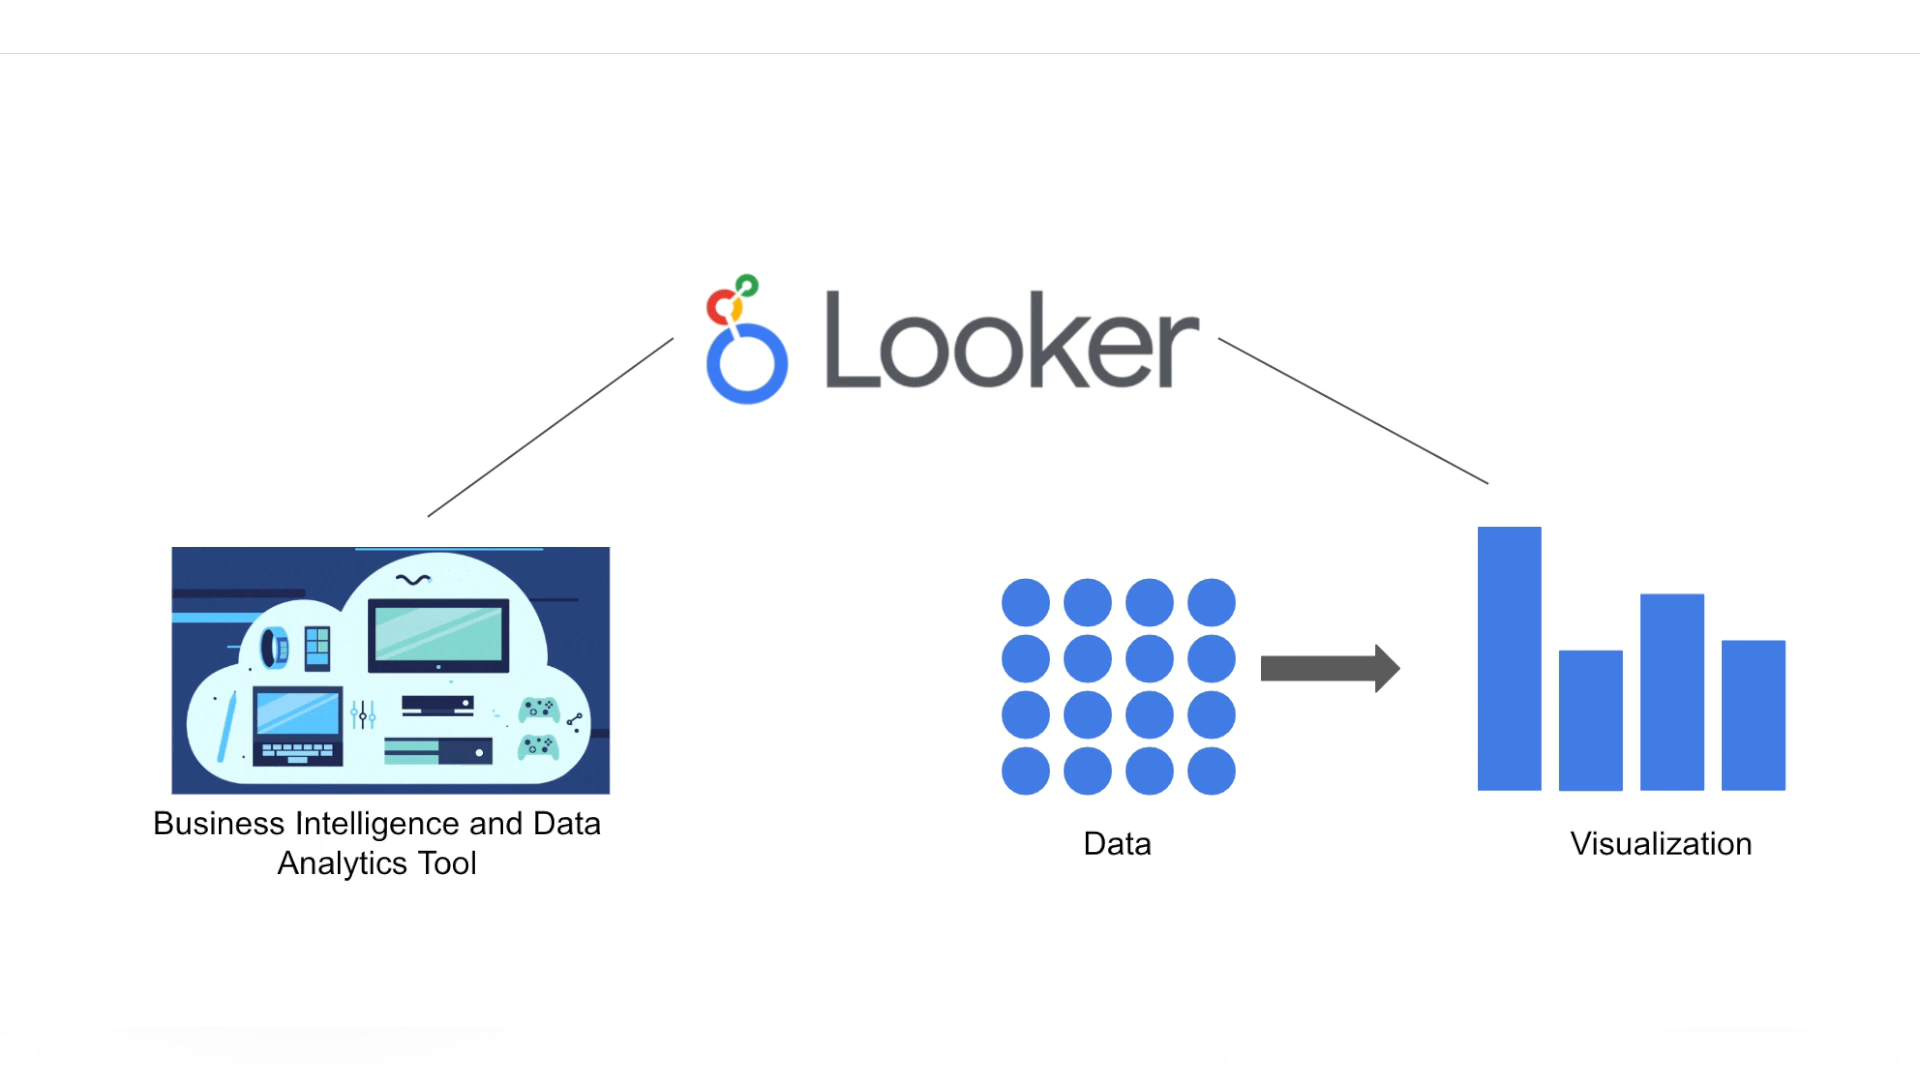 Looker
Business Intelligence and Data
Analytics Tool
Data
Visualization